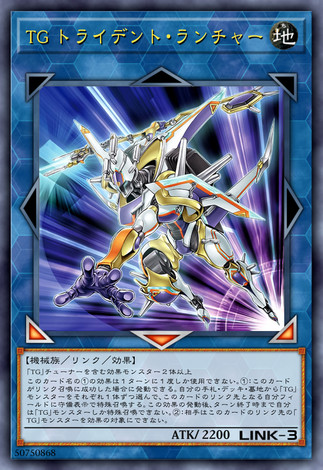 TG トライデント・ランチャー 地
【機械族／リンク／効果】
「TG」チューナーを含む効果モンスター２体以上
このカード名の①の効果は１ターンに１度しか使用できない。①：このカード
がリンク召喚に成功した場合に発動できる。自分の手札・デッキ・墓地から「TG」
モンスターをそれぞれ１体ずつ選んで、このカードのリンク先となる自分フィ
ールドに守備表示で特殊召喚する。この効果の発動後、ターン終了時まで自分
は「TG」モンスターしか特殊召喚できない。②：相手はこのカードのリンク先の「
TG」モンスターを効果の対象にできない。
ATK/ 2200 LINK-3
50750868